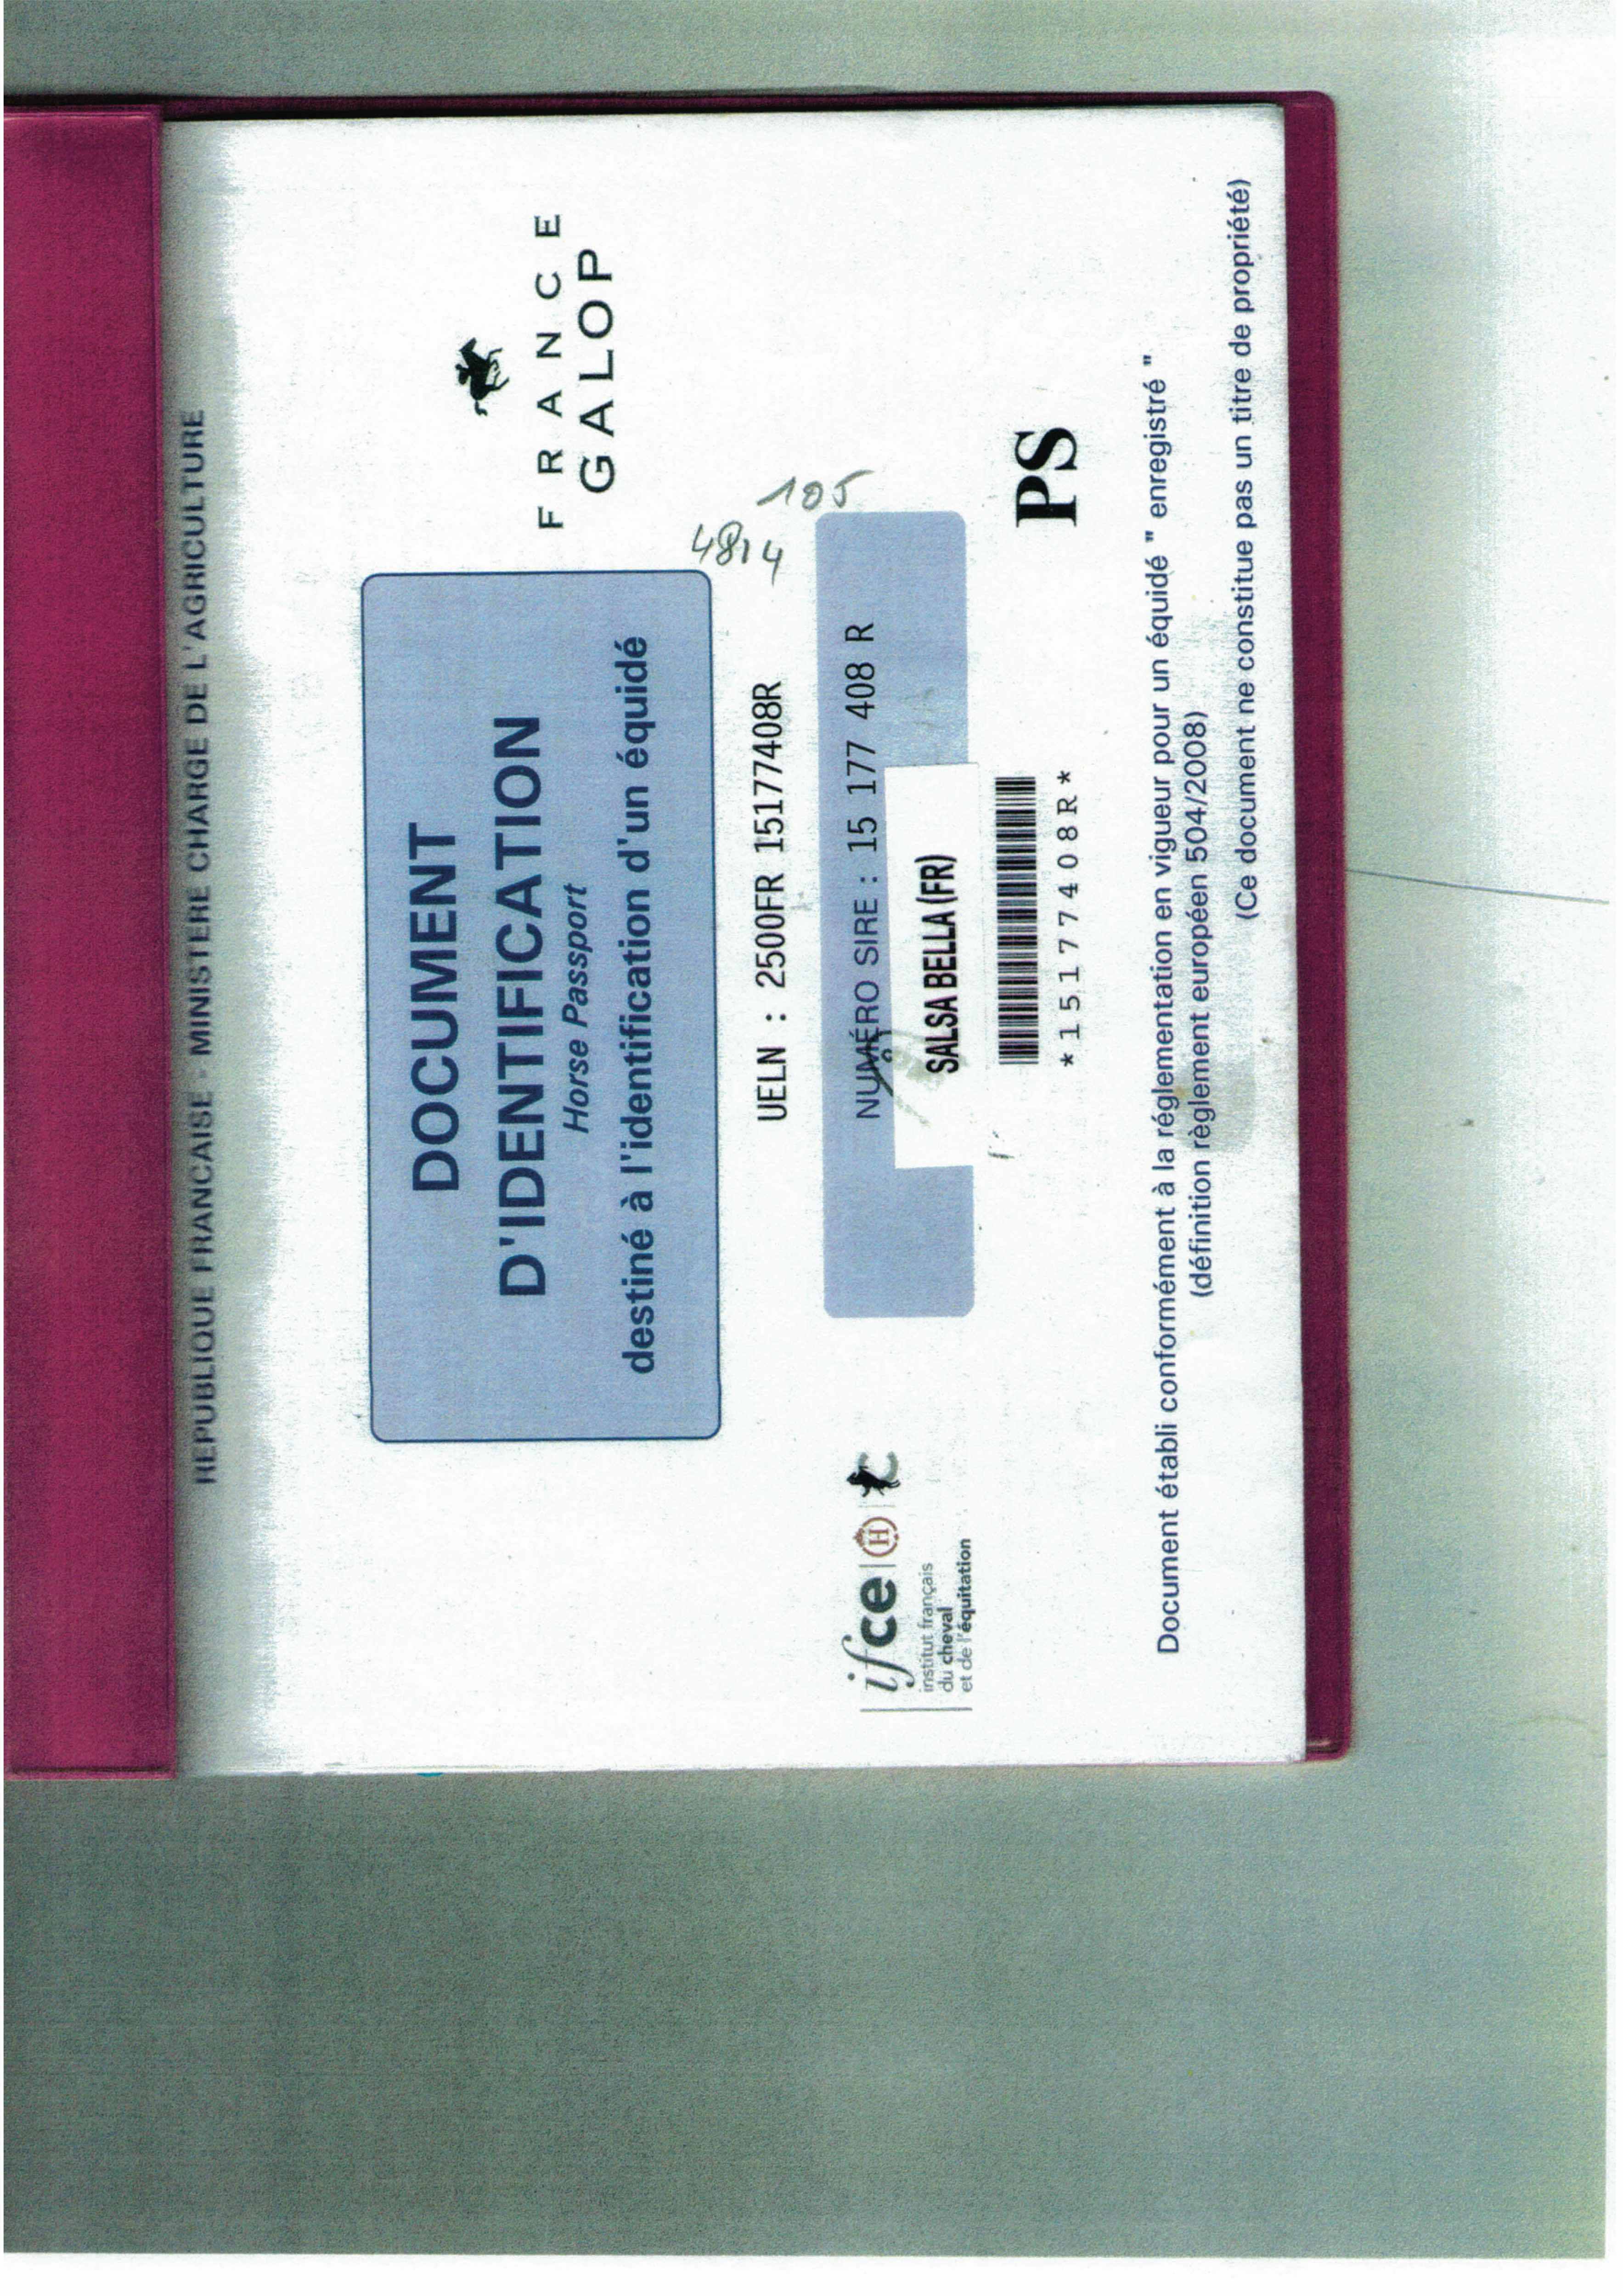 REPUBLIQUE FRANCAISE - MINISTERE CHARGE DE L'AGRICULTURE
DOCUMENT
D'IDENTIFICATION
Horse Passport
destiné à l'identification d'un équidé
FRANCE
GALOP
4814
105
UELN : 2500FR 15177408R
NUMÉRO SIRE : 15 177 408 R
SALSA BELLA (FR)
*15177408R*
PS
ifce
institut français
du cheval
et de l'équitation
Document établi conformément à la réglementation en vigueur pour un équidé " enregistré "
(définition règlement européen 504/2008)
(Ce document ne constitue pas un titre de propriété)